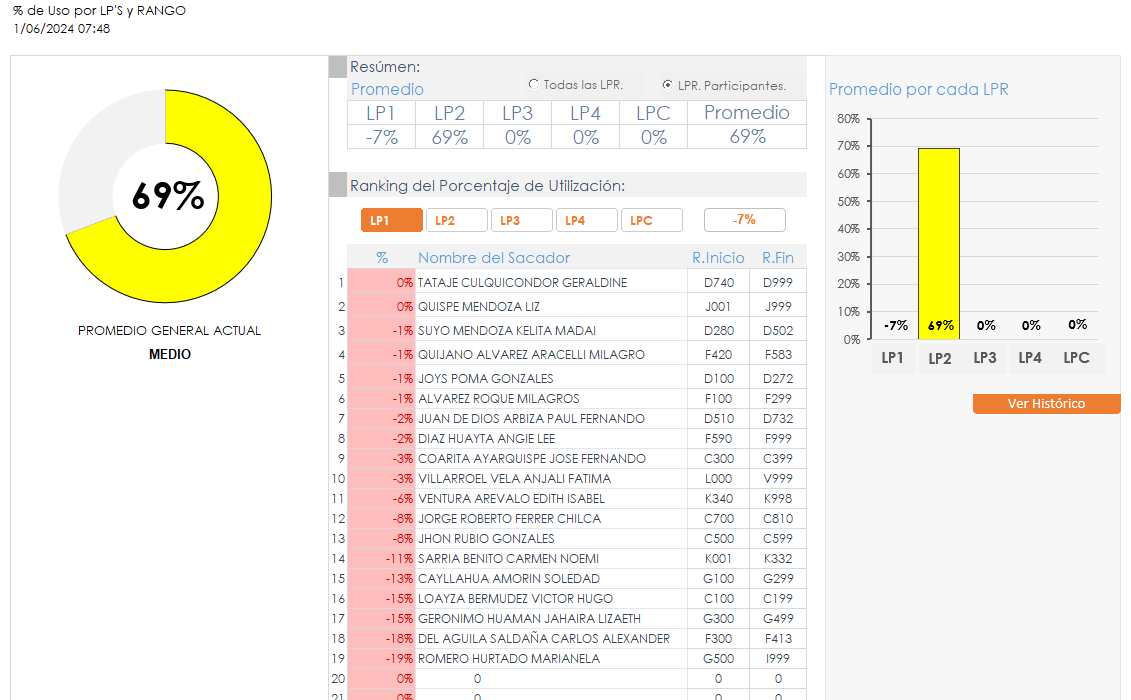 % de Uso por LP'S y RANGO
1/06/2024 07:48
69%
PROMEDIO GENERAL ACTUAL
MEDIO
Resúmen:
Promedio
Todas las LPR. LPR. Participantes.
LP1 LP2 LP3 LP4 LPC Promedio
-7% 69% 0% 0% 0% 69%
Ranking del Porcentaje de Utilización:
LP1 LP2 LP3 LP4 LPC -7%
% Nombre del Sacador R.Inicio R.Fin
1 0% TATAJE CULQUICONDOR GERALDINE D740 D999
2 0% QUISPE MENDOZA LIZ J001 J999
3 -1% SUYO MENDOZA KELITA MADAI D280 D502
4 -1% QUIJANO ALVAREZ ARACELLI MILAGRO F420 F583
5 -1% JOYS POMA GONZALES D100 D272
6 -1% ALVAREZ ROQUE MILAGROS F100 F299
7 -2% JUAN DE DIOS ARBIZA PAUL FERNANDO D510 D732
8 -2% DIAZ HUAYTA ANGIE LEE F590 F999
9 -3% COARITA AYARQUISPE JOSE FERNANDO C300 C399
10 -3% VILLARROEL VELA ANJALI FATIMA L000 V999
11 -6% VENTURA AREVALO EDITH ISABEL K340 K998
12 -8% JORGE ROBERTO FERRER CHILCA C700 C810
13 -8% JHON RUBIO GONZALES C500 C599
14 -11% SARRIA BENITO CARMEN NOEMI K001 K332
15 -13% CAYLLAHUA AMORIN SOLEDAD G100 G299
16 -15% LOAYZA BERMUDEZ VICTOR HUGO C100 C199
17 -15% GERONIMO HUAMAN JAHAIRA LIZAETH G300 G499
18 -18% DEL AGUILA SALDAÑA CARLOS ALEXANDER F300 F413
19 -19% ROMERO HURTADO MARIANELA G500 I999
20 0% 0 0 0
21 0% 0 0 0
Promedio por cada LPR
80%
70%
60%
50%
40%
30%
20%
10%
0%
-7% 69% 0% 0% 0%
LP1 LP2 LP3 LP4 LPC
Ver Histórico